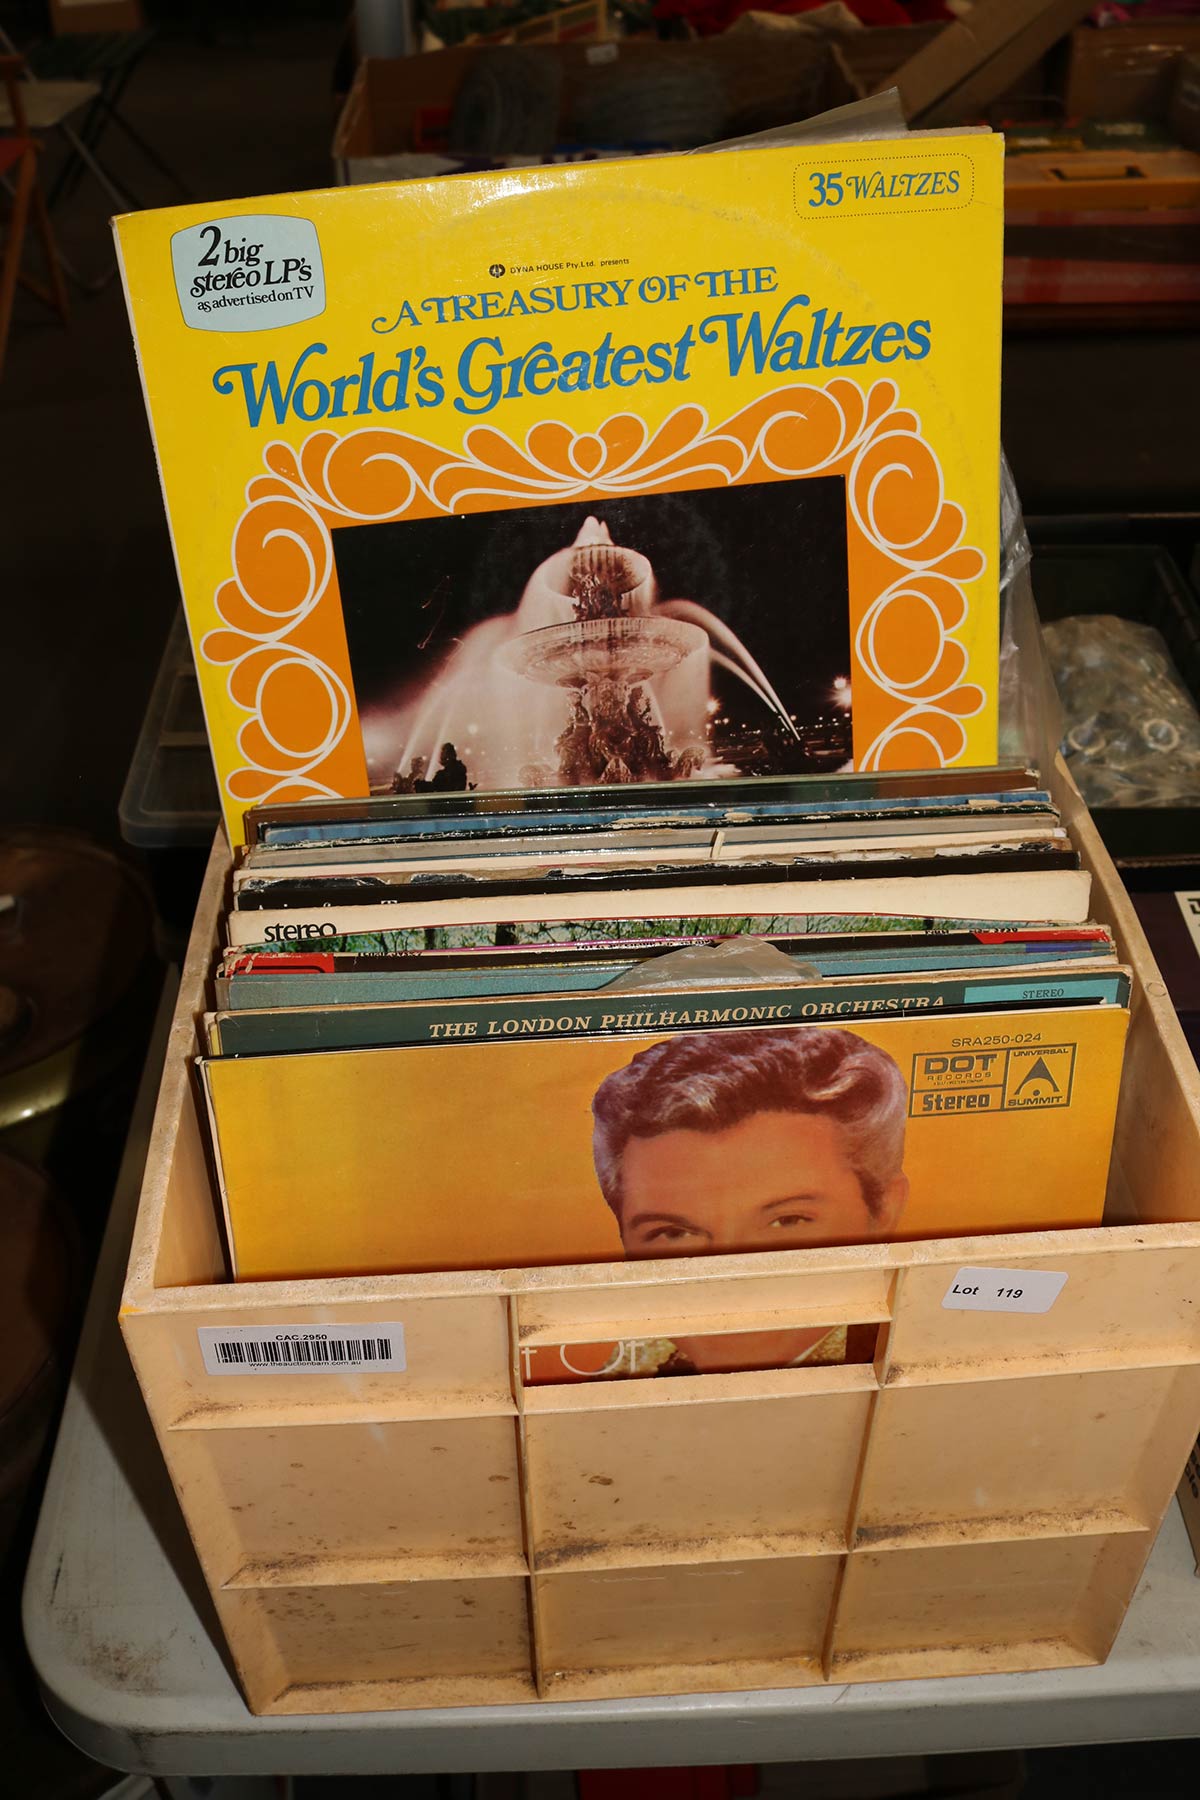 35 WALTZES
2 big
stereo LP's
as advertised on TV
DYNA HOUSE Pty. Ltd. presents
A TREASURY OF THE
World's Greatest Waltzes
stereo
THE LONDON PHILHARMONIC ORCHESTRA
STEREO
SRA250-024
DOT
RECORDS
Stereo
UNIVERSAL
SUMMIT
Lot 119
CAC.2950
www.theauctionbarn.com.au